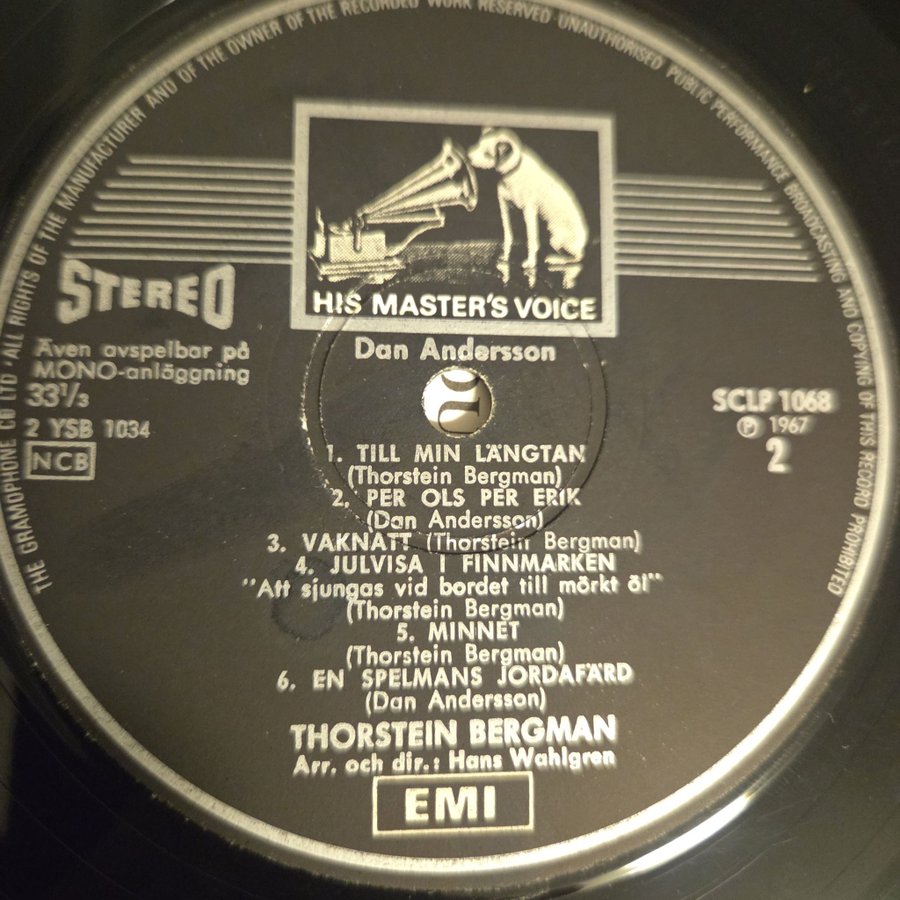 THE GRAMOPHONE CO LTD · ALL RIGHTS OF THE MANUFACTURER AND OF THE OWNER OF THE RECORDED WORK RESERVED · UNAUTHORISED PUBLIC PERFORMANCE BROADCASTING AND COPYING OF THIS RECORD PROHIBITED
HIS MASTER'S VOICE
STEREO
Även avspelbar på
MONO-anläggning
33⅓
2 YSB 1034
NCB
Dan Andersson
SCLP 1068
Ⓟ 1967
2
1. TILL MIN LÄNGTAN
(Thorstein Bergman)
2. PER OLS PER ERIK
(Dan Andersson)
3. VAKNATT (Thorstein Bergman)
4. JULVISA I FINNMARKEN
"Att sjungas vid bordet till mörkt öl"
(Thorstein Bergman)
5. MINNET
(Thorstein Bergman)
6. EN SPELMANS JORDAFÄRD
(Dan Andersson)
THORSTEIN BERGMAN
Arr. och dir.: Hans Wahlgren
EMI